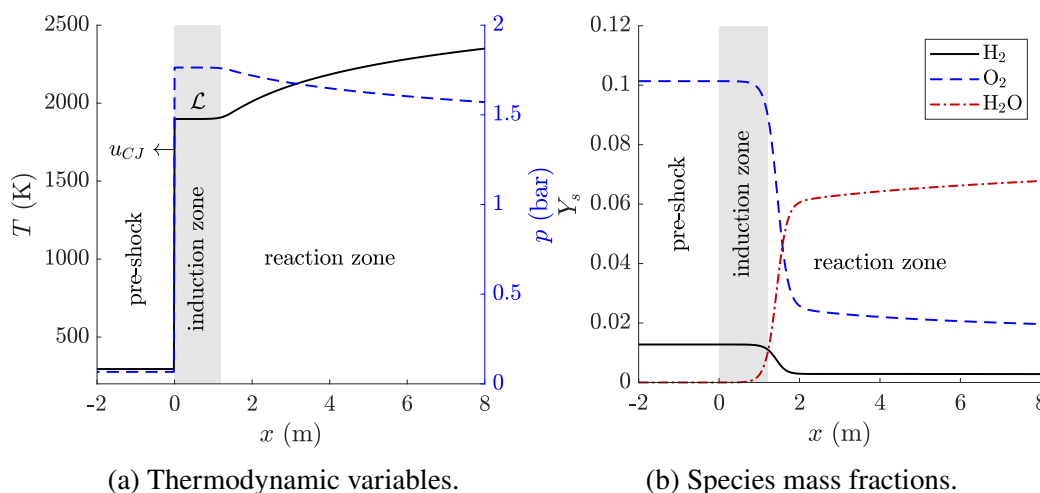 2500
2000
1500
1000
500
T (K)
2
1.5
1
0.5
0
p (bar)
ℒ
u_{CJ} ←
pre-shock
induction zone
reaction zone
-2 0 2 4 6 8
x (m)
(a) Thermodynamic variables.
0.12
0.1
0.08
0.06
0.04
0.02
0
Y_s
H₂
O₂
H₂O
pre-shock
induction zone
reaction zone
-2 0 2 4 6 8
x (m)
(b) Species mass fractions.